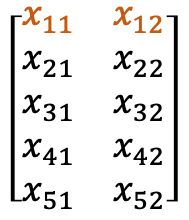 x₁₁ x₁₂
x₂₁ x₂₂
x₃₁ x₃₂
x₄₁ x₄₂
x₅₁ x₅₂